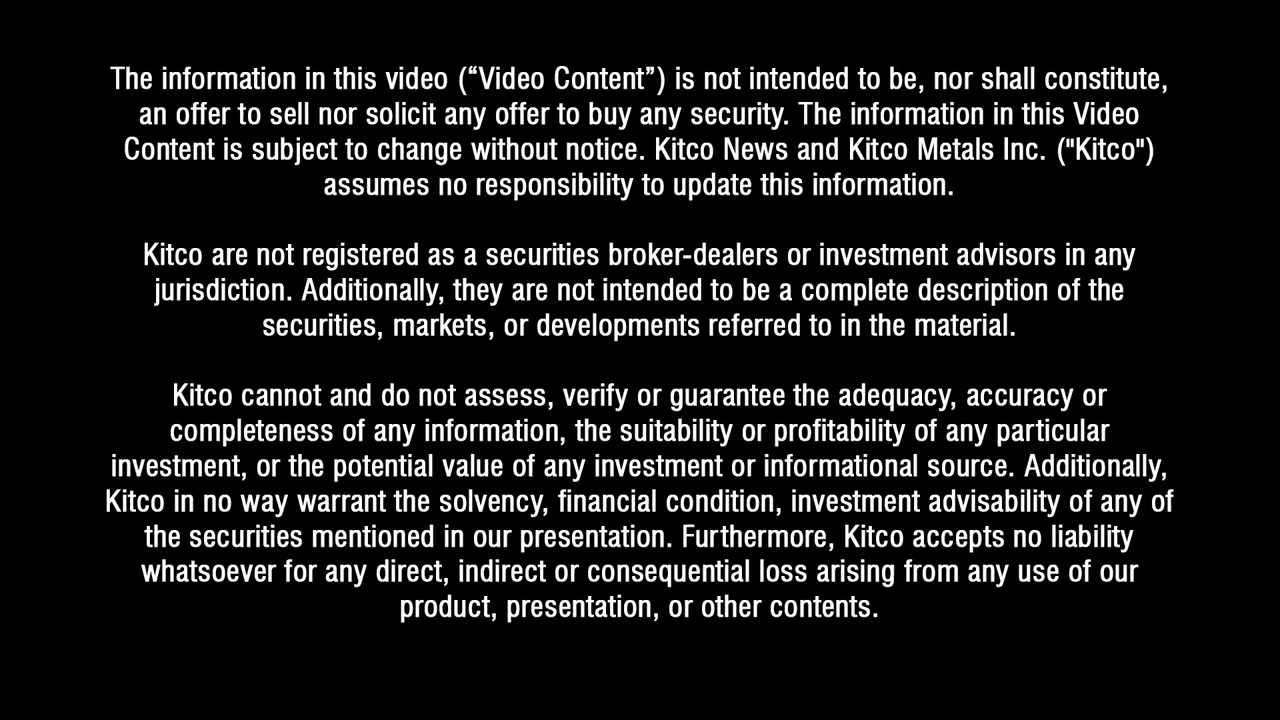 The information in this video (“Video Content”) is not intended to be, nor shall constitute,
an offer to sell nor solicit any offer to buy any security. The information in this Video
Content is subject to change without notice. Kitco News and Kitco Metals Inc. ("Kitco")
assumes no responsibility to update this information.
Kitco are not registered as a securities broker-dealers or investment advisors in any
jurisdiction. Additionally, they are not intended to be a complete description of the
securities, markets, or developments referred to in the material.
Kitco cannot and do not assess, verify or guarantee the adequacy, accuracy or
completeness of any information, the suitability or profitability of any particular
investment, or the potential value of any investment or informational source. Additionally,
Kitco in no way warrant the solvency, financial condition, investment advisability of any of
the securities mentioned in our presentation. Furthermore, Kitco accepts no liability
whatsoever for any direct, indirect or consequential loss arising from any use of our
product, presentation, or other contents.